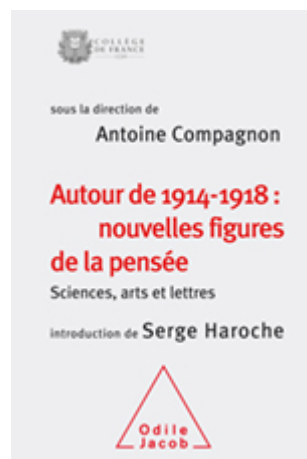 COLLÈGE
DE FRANCE
sous la direction de
Antoine Compagnon
Autour de 1914-1918 :
nouvelles figures
de la pensée
Sciences, arts et lettres
introduction de Serge Haroche
Odile
Jacob